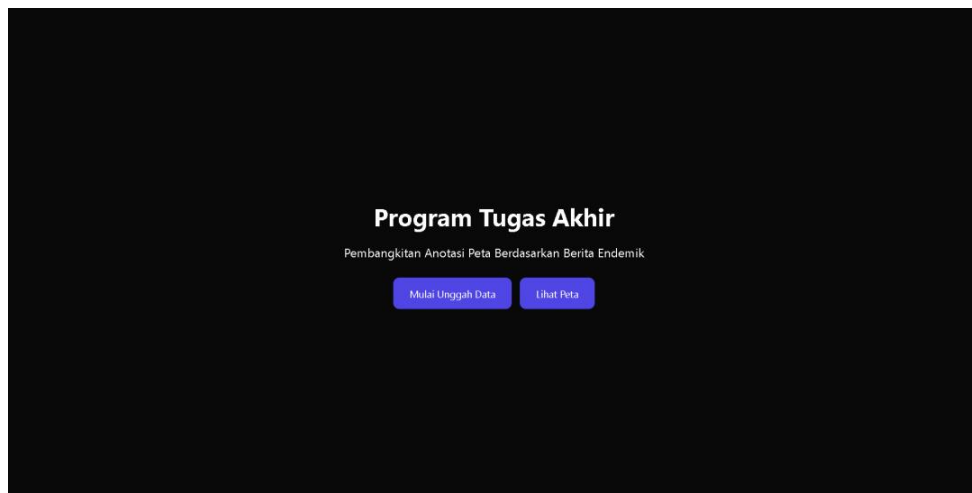 Program Tugas Akhir
Pembangkitan Anotasi Peta Berdasarkan Berita Endemik
Mulai Unggah Data
Lihat Peta